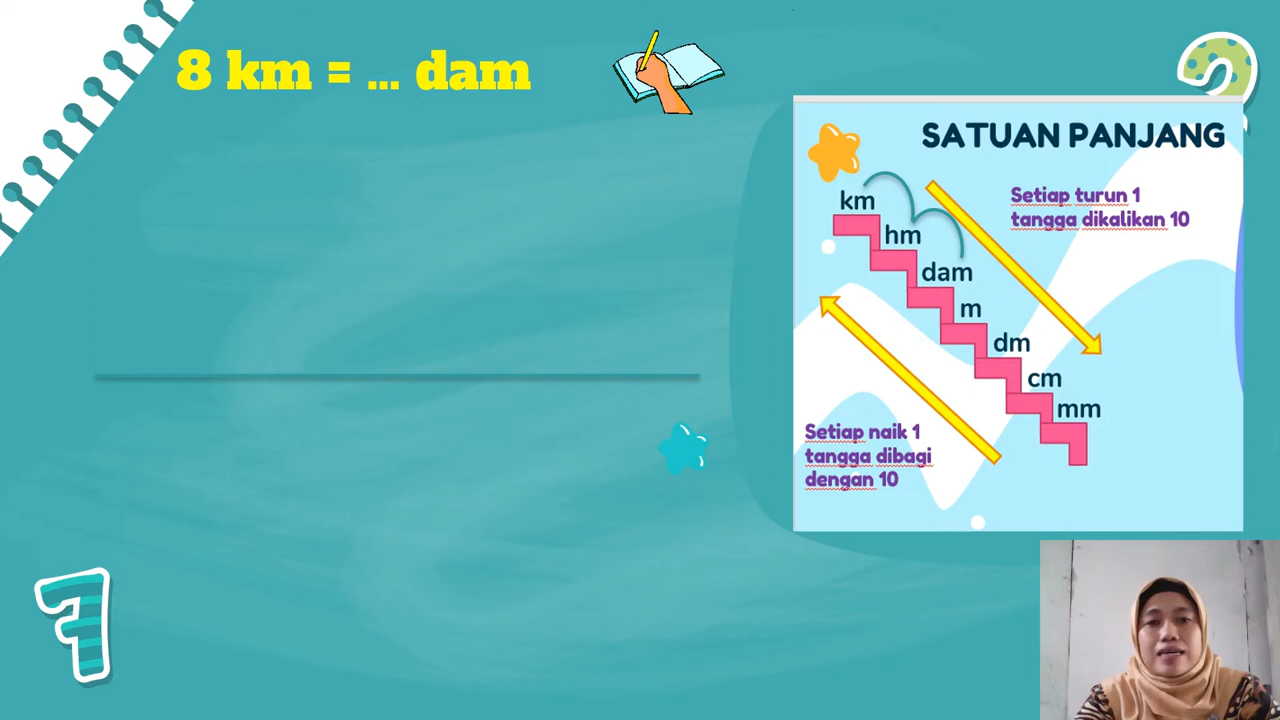 8 km = ... dam
SATUAN PANJANG
km
Setiap turun 1
tangga dikalikan 10
hm
dam
m
dm
cm
mm
Setiap naik 1
tangga dibagi
dengan 10